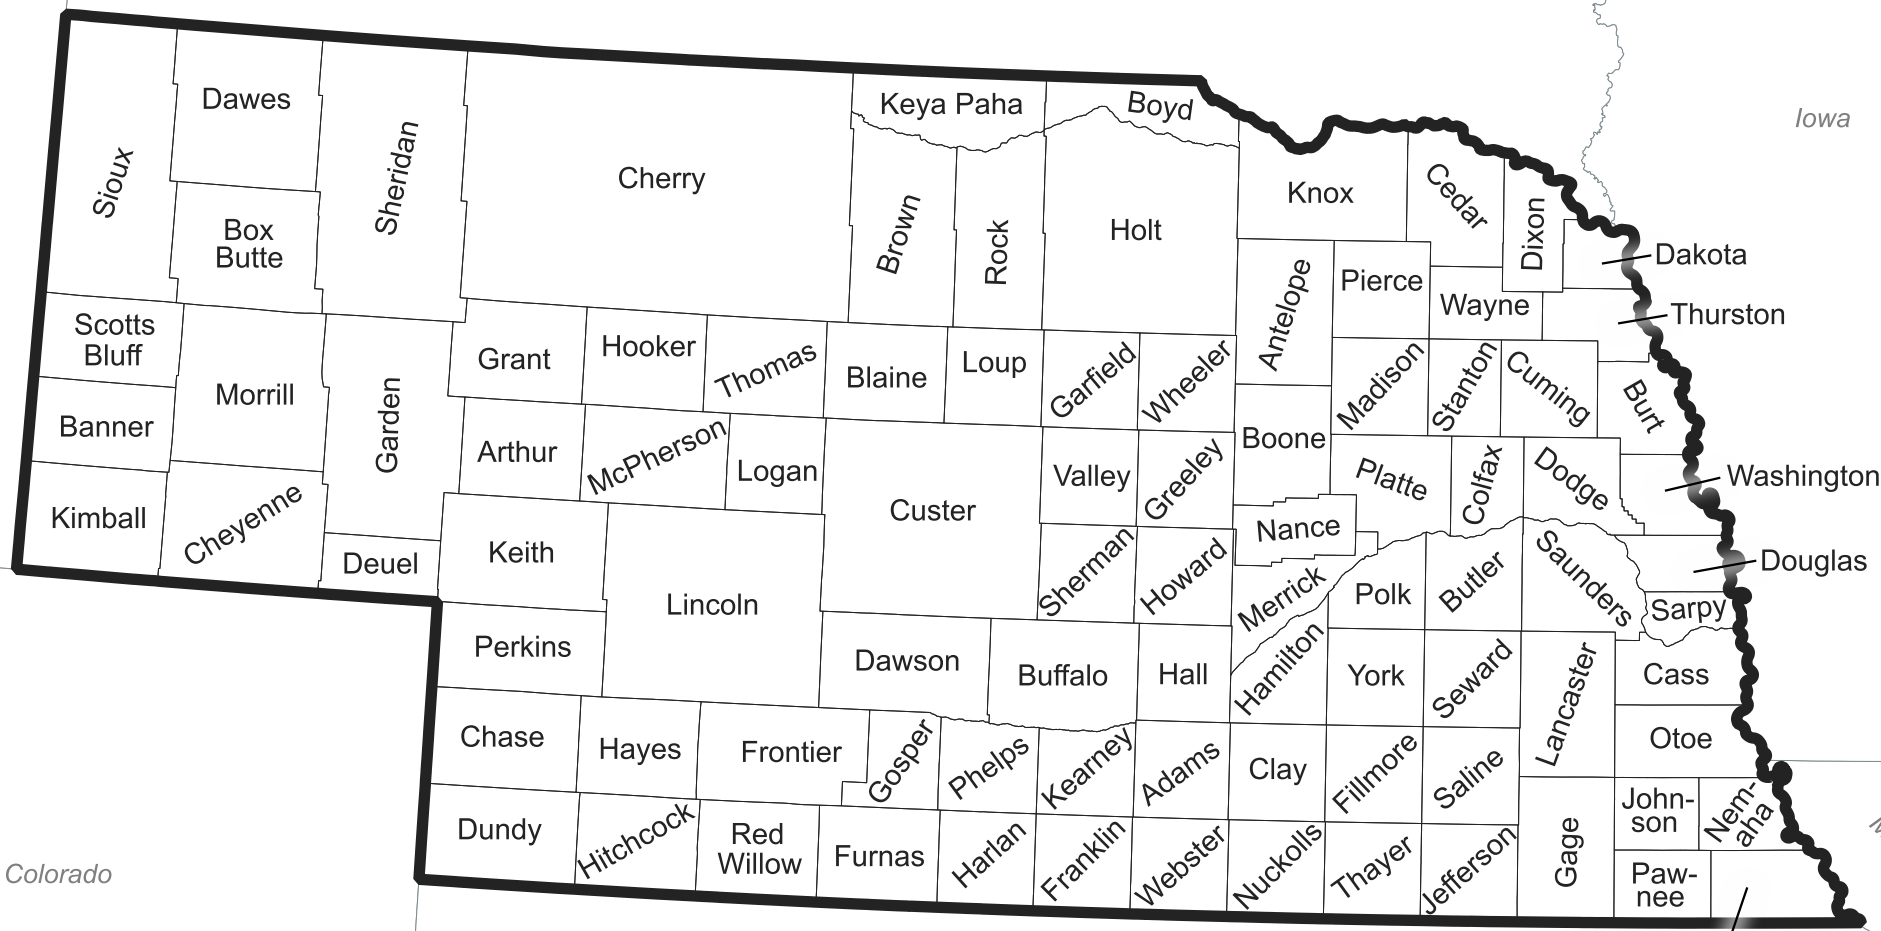 Iowa
Dawes
Keya Paha
Boyd
Sioux
Sheridan
Cherry
Knox
Cedar
Box
Butte
Brown
Rock
Holt
Dixon
Dakota
Antelope
Pierce
Wayne
Thurston
Scotts
Bluff
Grant
Hooker
Thomas
Blaine
Loup
Garfield
Wheeler
Madison
Stanton
Cuming
Burt
Morrill
Garden
Banner
Arthur
McPherson
Logan
Valley
Greeley
Boone
Platte
Colfax
Dodge
Washington
Kimball
Cheyenne
Custer
Nance
Keith
Deuel
Sherman
Howard
Merrick
Polk
Butler
Saunders
Douglas
Sarpy
Lincoln
Perkins
Dawson
Buffalo
Hall
Hamilton
York
Seward
Lancaster
Cass
Chase
Hayes
Frontier
Gosper
Phelps
Kearney
Adams
Clay
Fillmore
Saline
Otoe
Dundy
Hitchcock
Red
Willow
Furnas
Harlan
Franklin
Webster
Nuckolls
Thayer
Jefferson
Gage
John-
son
Nem-
aha
Paw-
nee
Colorado